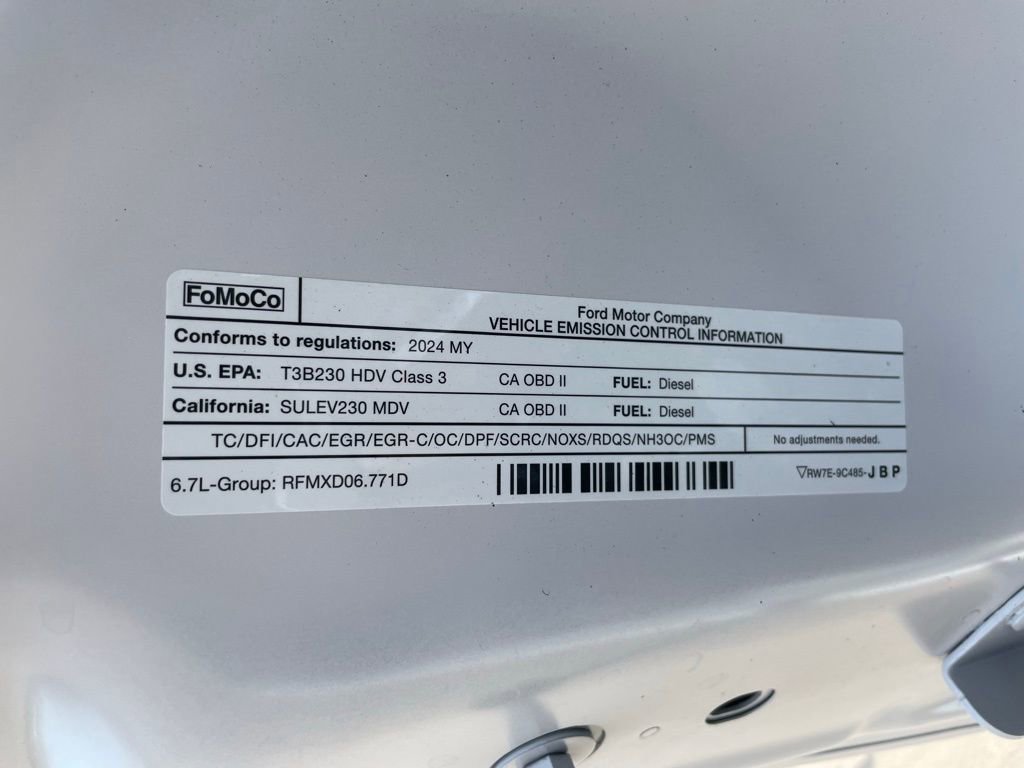 FoMoCo
Ford Motor Company
VEHICLE EMISSION CONTROL INFORMATION
Conforms to regulations: 2024 MY
U.S. EPA: T3B230 HDV Class 3 CA OBD II FUEL: Diesel
California: SULEV230 MDV CA OBD II FUEL: Diesel
TC/DFI/CAC/EGR/EGR-C/OC/DPF/SCRC/NOXS/RDQS/NH3OC/PMS No adjustments needed.
6.7L-Group: RFMXD06.771D RW7E-9C485-J B P